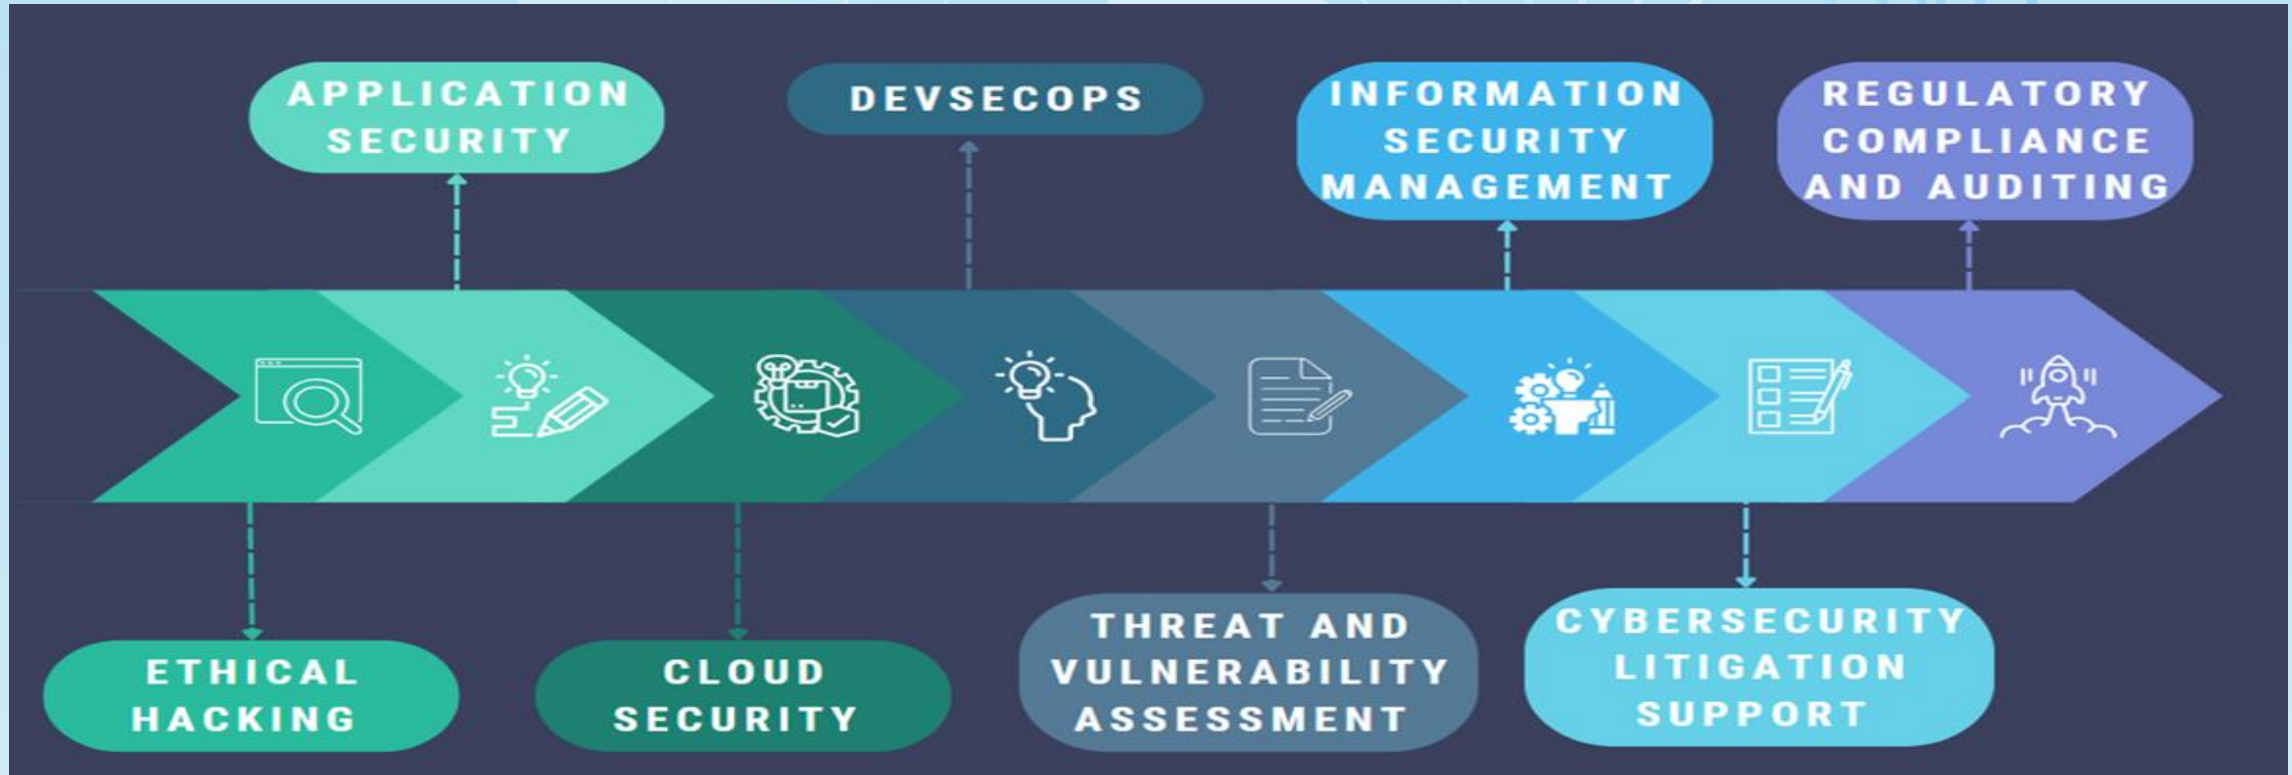 APPLICATION
SECURITY
DEVSECOPS
INFORMATION
SECURITY
MANAGEMENT
REGULATORY
COMPLIANCE
AND AUDITING
ETHICAL
HACKING
CLOUD
SECURITY
THREAT AND
VULNERABILITY
ASSESSMENT
CYBERSECURITY
LITIGATION
SUPPORT